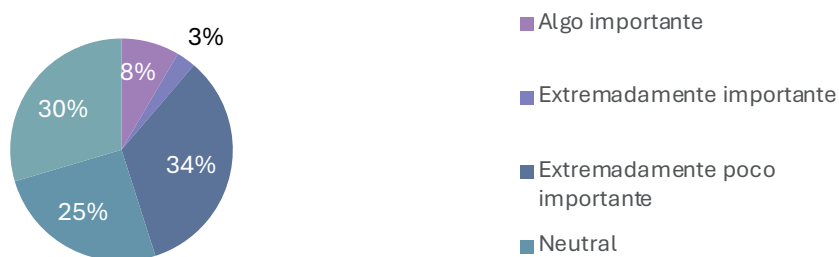 3%
8%
30%
34%
25%
Algo importante
Extremadamente importante
Extremadamente poco
importante
Neutral